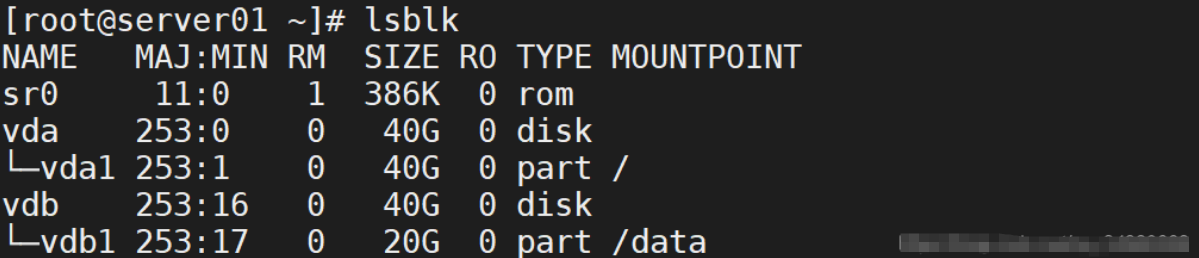 [root@server01 ~]# lsblk
NAME   MAJ:MIN RM  SIZE RO TYPE MOUNTPOINT
sr0     11:0    1  386K  0 rom
vda    253:0    0   40G  0 disk
└─vda1 253:1    0   40G  0 part /
vdb    253:16   0   40G  0 disk
└─vdb1 253:17   0   20G  0 part /data